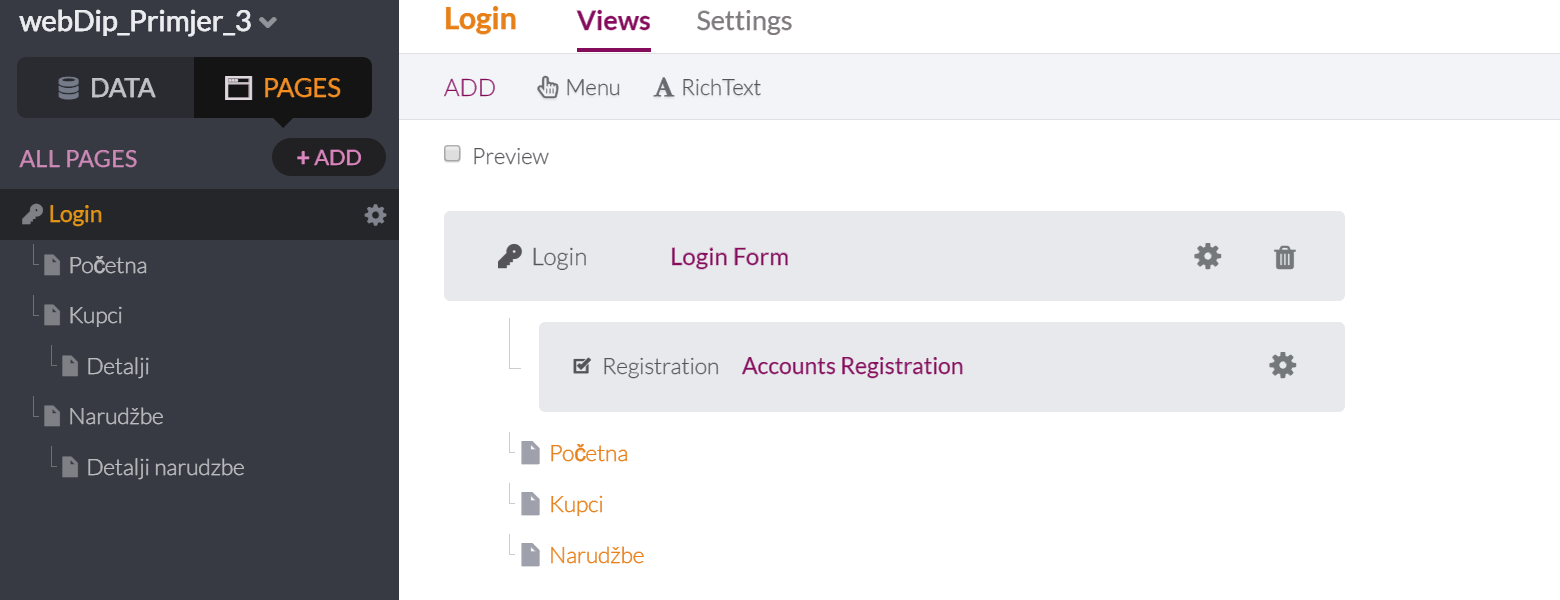 webDip_Primjer_3
DATA
PAGES
ALL PAGES
+ ADD
Login
Početna
Kupci
Detalji
Narudžbe
Detalji narudzbe
Login
Views
Settings
ADD
Menu
RichText
Preview
Login
Login Form
Registration
Accounts Registration
Početna
Kupci
Narudžbe